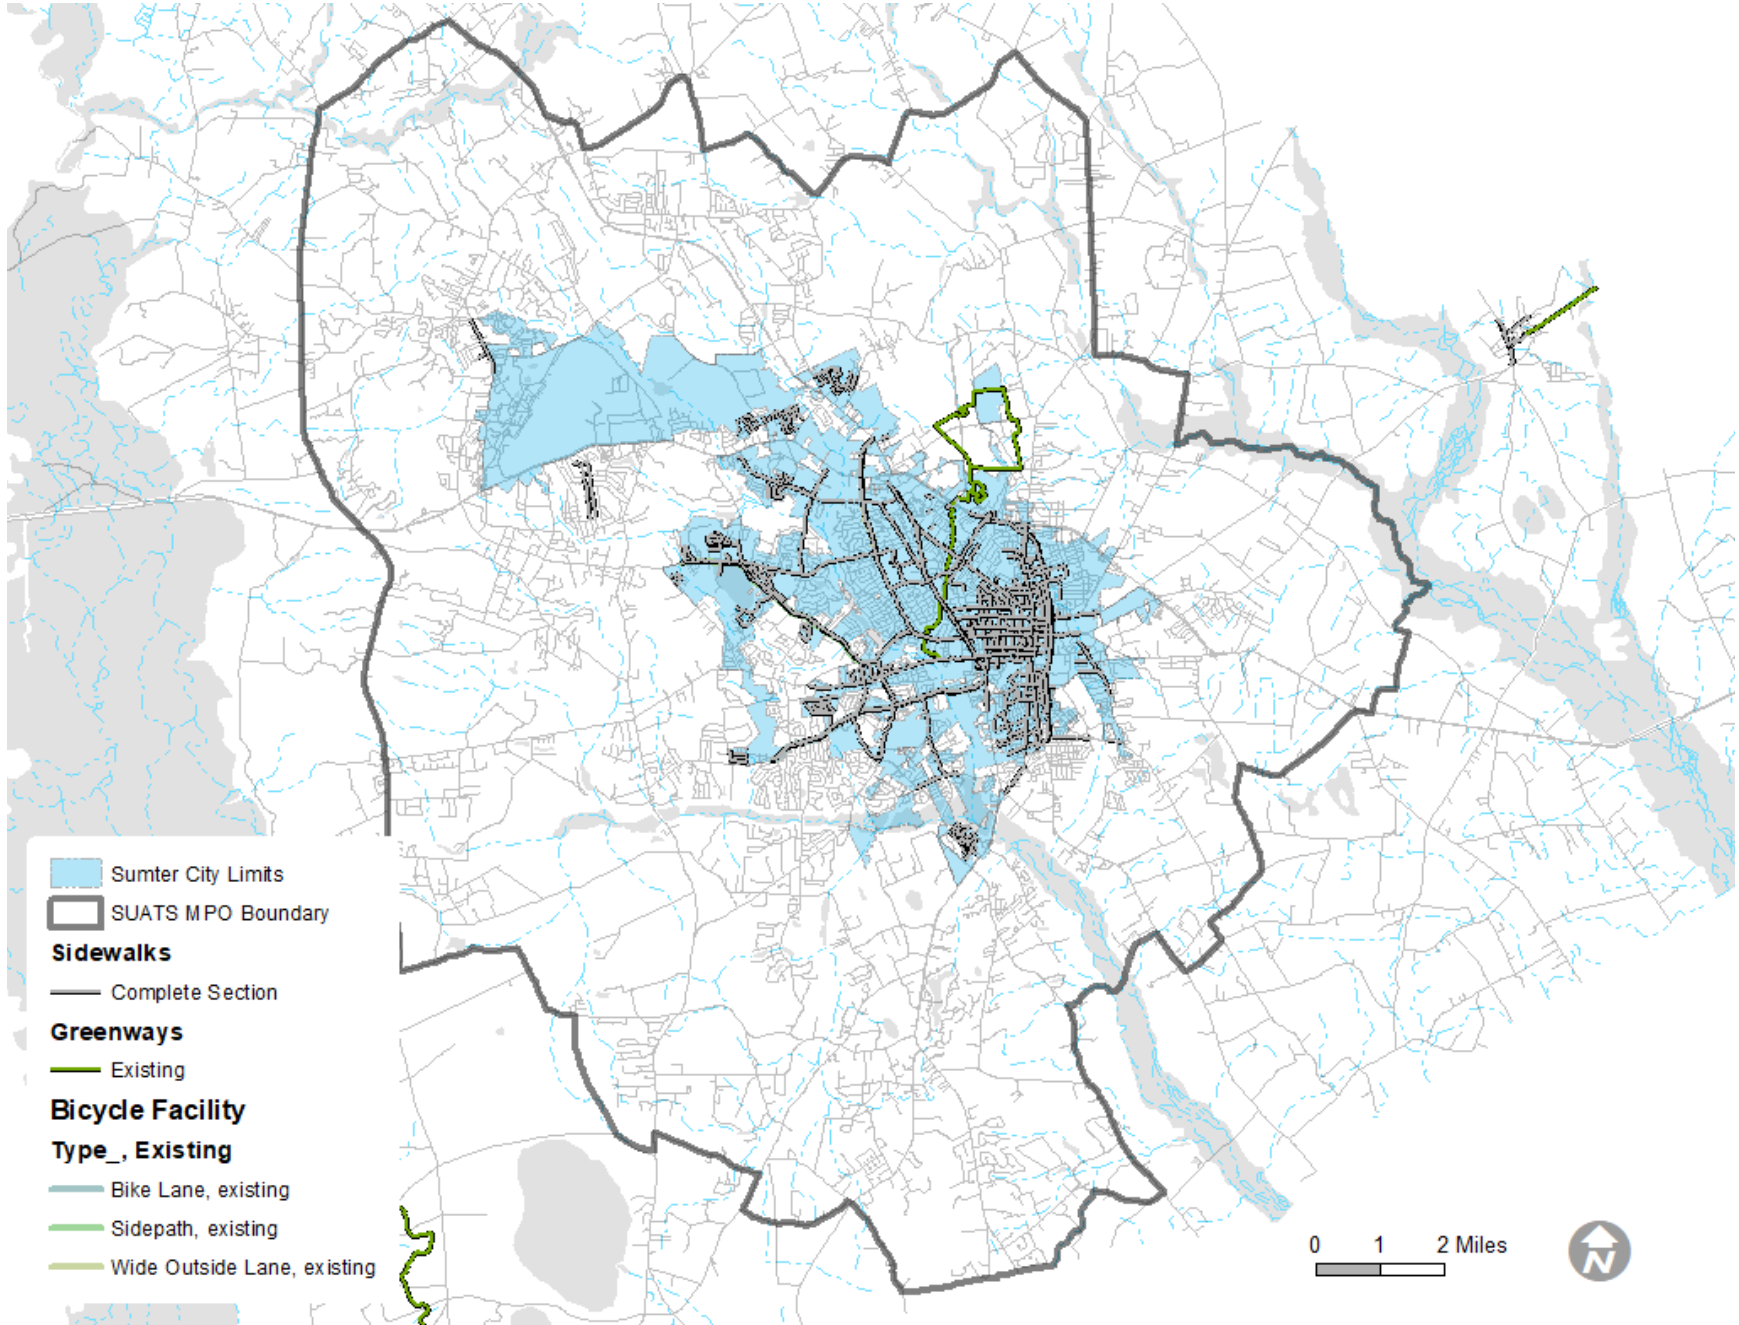 Sumter City Limits
SUATS MPO Boundary
Sidewalks
Complete Section
Greenways
Existing
Bicycle Facility
Type_, Existing
Bike Lane, existing
Sidepath, existing
Wide Outside Lane, existing
0 1 2 Miles
N